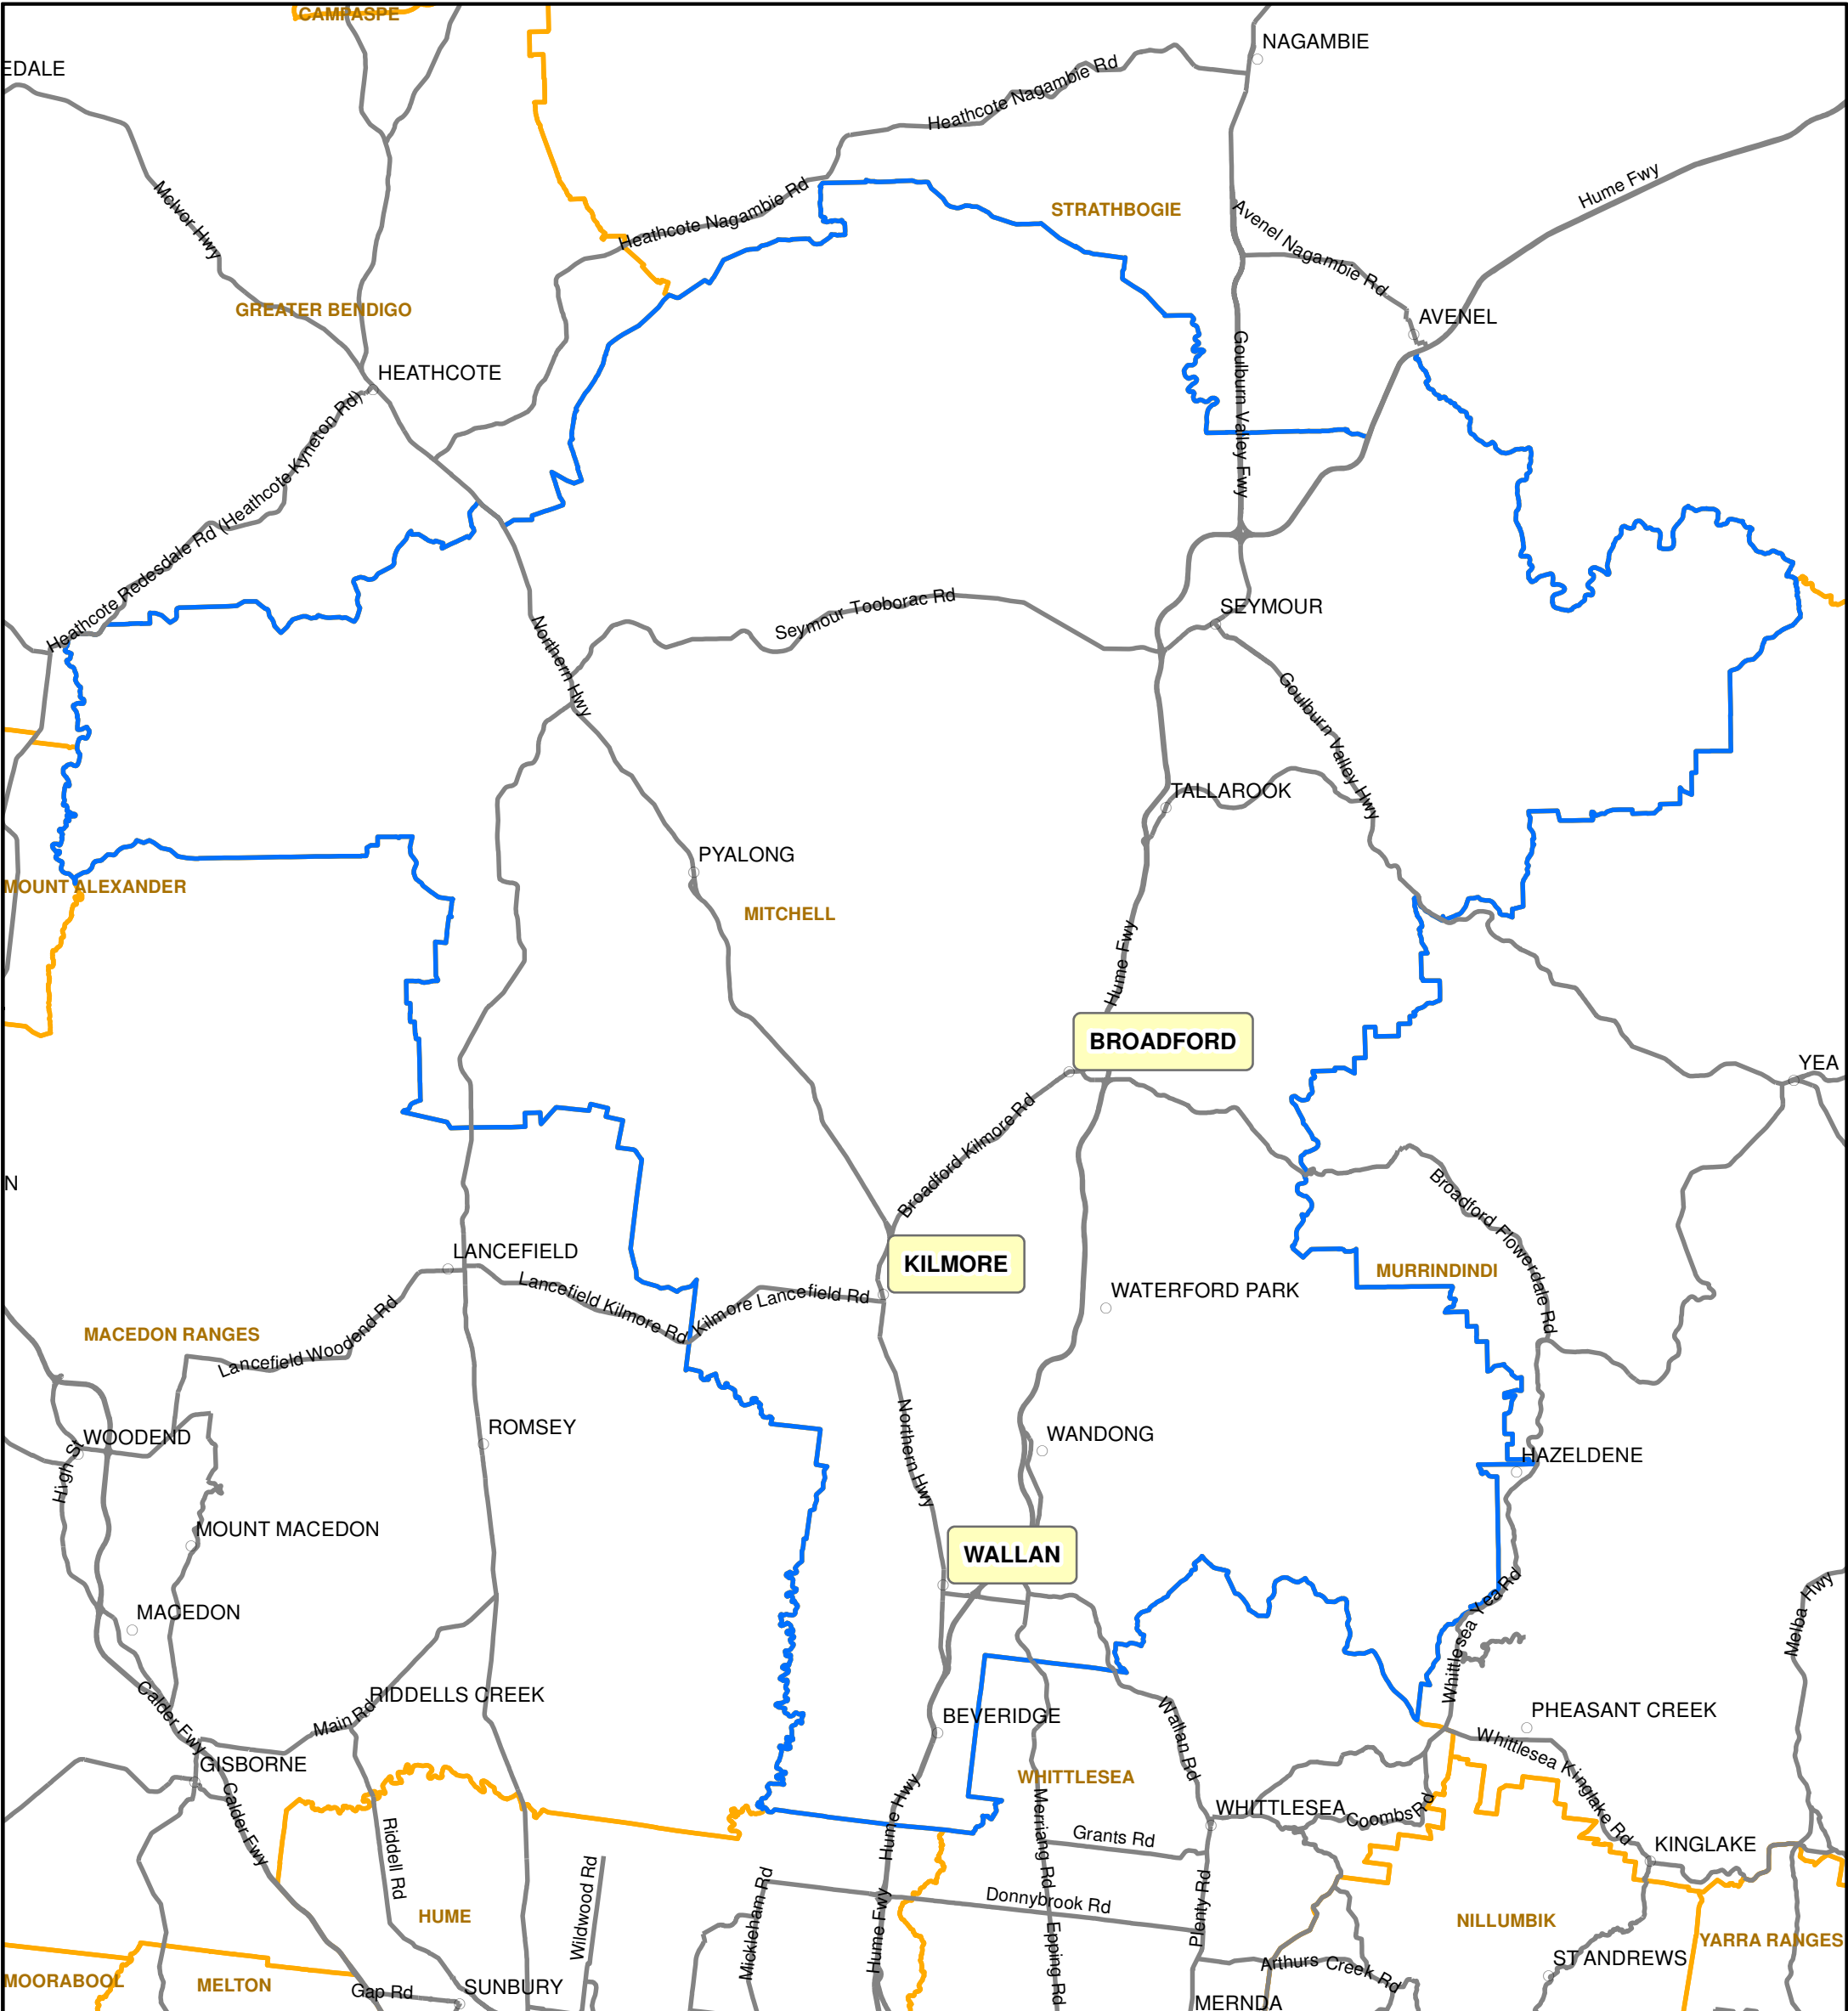 CAMPASPE
NAGAMBIE
EDALE
Heathcote Nagambie Rd
Hume Fwy
McIvor Hwy
Heathcote Nagambie Rd
STRATHBOGIE
Avenel Nagambie Rd
GREATER BENDIGO
AVENEL
HEATHCOTE
Goulburn Valley Fwy
Heathcote Redesdale Rd (Heathcote Kyneton Rd)
Seymour Tooborac Rd
SEYMOUR
Northern Hwy
Goulburn Valley Hwy
TALLAROOK
PYALONG
MOUNT ALEXANDER
MITCHELL
Hume Fwy
BROADFORD
YEA
Broadford Kilmore Rd
N
Broadford Flowerdale Rd
LANCEFIELD
KILMORE
MURRINDINDI
Lancefield Kilmore Rd
Kilmore Lancefield Rd
WATERFORD PARK
MACEDON RANGES
Lancefield Woodend Rd
ROMSEY
WANDONG
WOODEND
High St
Northern Hwy
HAZELDENE
MOUNT MACEDON
WALLAN
MACEDON
Whittlesea Yea Rd
Melba Hwy
Calder Fwy
RIDDELLS CREEK
Main Rd
BEVERIDGE
Wallan Rd
PHEASANT CREEK
Whittlesea Kinglake Rd
GISBORNE
WHITTLESEA
Calder Fwy
Hume Hwy
Merriang Rd
WHITTLESEA
Coombs Rd
Riddell Rd
Grants Rd
KINGLAKE
Wildwood Rd
Mickleham Rd
Donnybrook Rd
Plenty Rd
HUME
Hume Fwy
Epping Rd
NILLUMBIK
YARRA RANGES
MOORABOOL
MELTON
Gap Rd
SUNBURY
Arthurs Creek Rd
ST ANDREWS
MERNDA